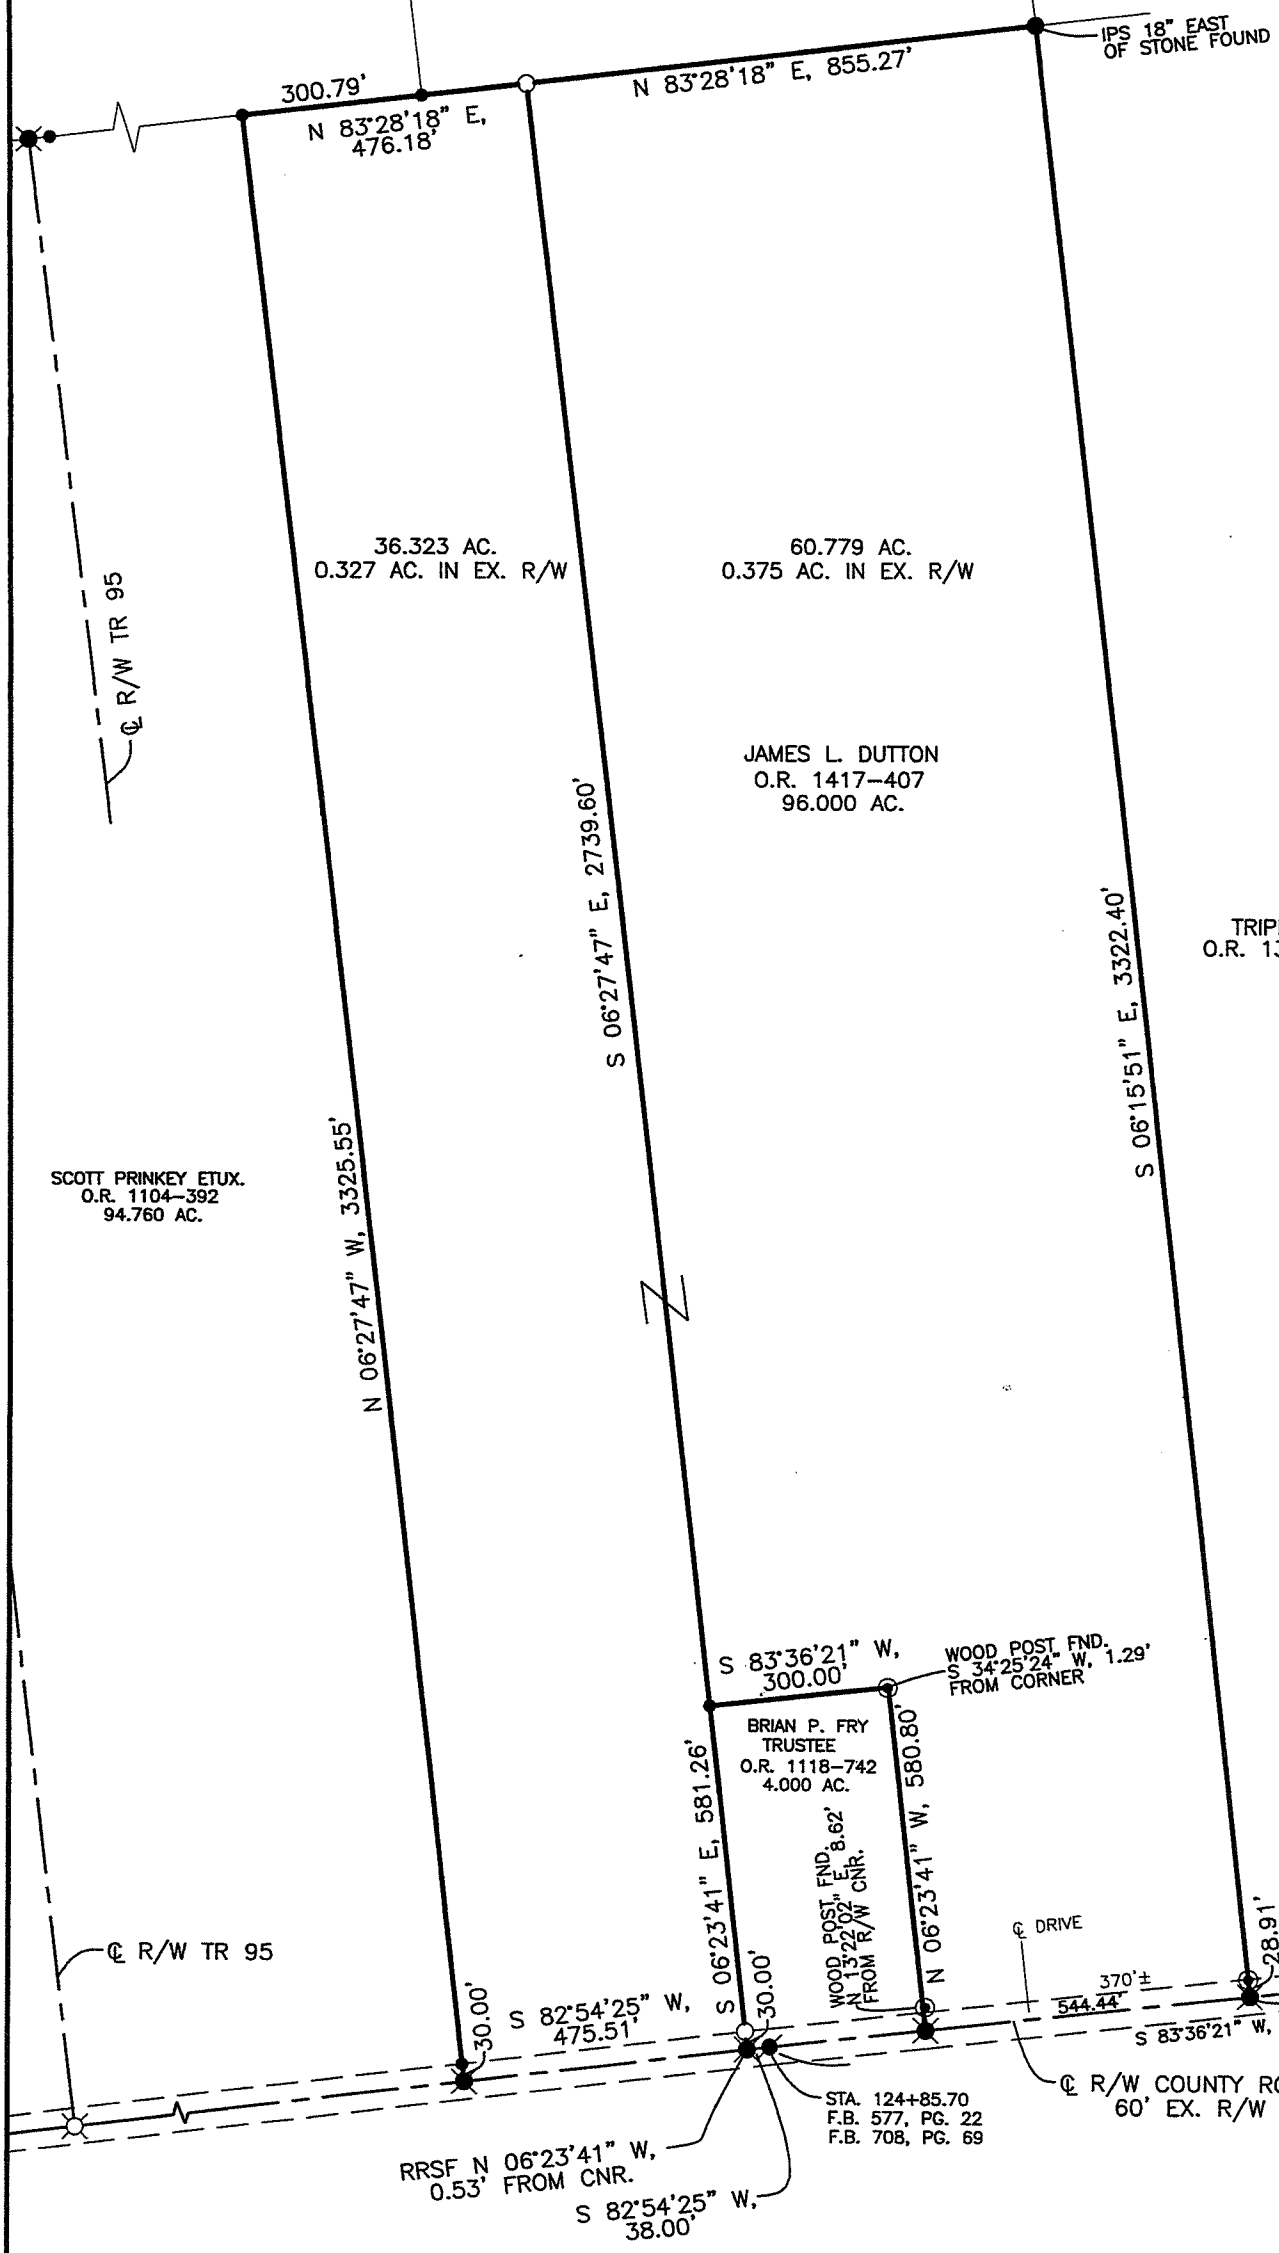 IPS 18" EAST
OF STONE FOUND
N 83°28'18" E, 855.27'
300.79'
N 83°28'18" E,
476.18'
36.323 AC.
0.327 AC. IN EX. R/W
60.779 AC.
0.375 AC. IN EX. R/W
℄ R/W TR 95
JAMES L. DUTTON
O.R. 1417-407
96.000 AC.
S 06°27'47" E, 2739.60'
S 06°15'51" E, 3322.40'
TRIP
O.R. 13
N 06°27'47" W, 3325.55'
SCOTT PRINKEY ETUX.
O.R. 1104-392
94.760 AC.
S 83°36'21" W,
300.00'
WOOD POST FND.
S 34°25'24" W, 1.29'
FROM CORNER
BRIAN P. FRY
TRUSTEE
O.R. 1118-742
4.000 AC.
S 06°23'41" E, 581.26'
WOOD POST FND.
N 13°22'02" E, 8.62'
FROM R/W CNR.
N 06°23'41" W, 580.80'
℄ DRIVE
28.91'
370'±
544.44'
S 83°36'21" W,
℄ R/W TR 95
30.00'
S 82°54'25" W,
475.51'
30.00'
℄ R/W COUNTY RO
60' EX. R/W
STA. 124+85.70
F.B. 577, PG. 22
F.B. 708, PG. 69
RRSF N 06°23'41" W,
0.53' FROM CNR.
S 82°54'25" W,
38.00'